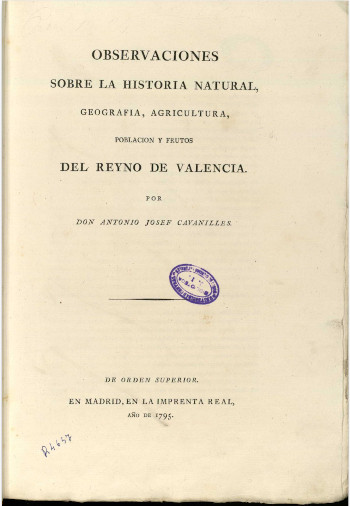 OBSERVACIONES
SOBRE LA HISTORIA NATURAL,
GEOGRAFIA, AGRICULTURA,
POBLACION Y FRUTOS
DEL REYNO DE VALENCIA.
POR
DON ANTONIO JOSEF CAVANILLES.
DE ORDEN SUPERIOR.
EN MADRID, EN LA IMPRENTA REAL,
AÑO DE 1795.
R.4657